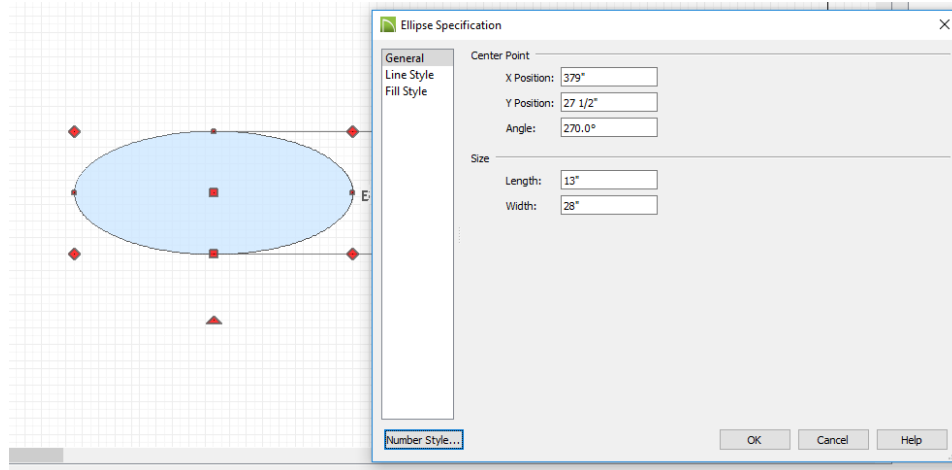 Ellipse Specification
General
Line Style
Fill Style
Center Point
X Position: 379"
Y Position: 27 1/2"
Angle: 270.0°
Size
Length: 13"
Width: 28"
Number Style...
OK
Cancel
Help